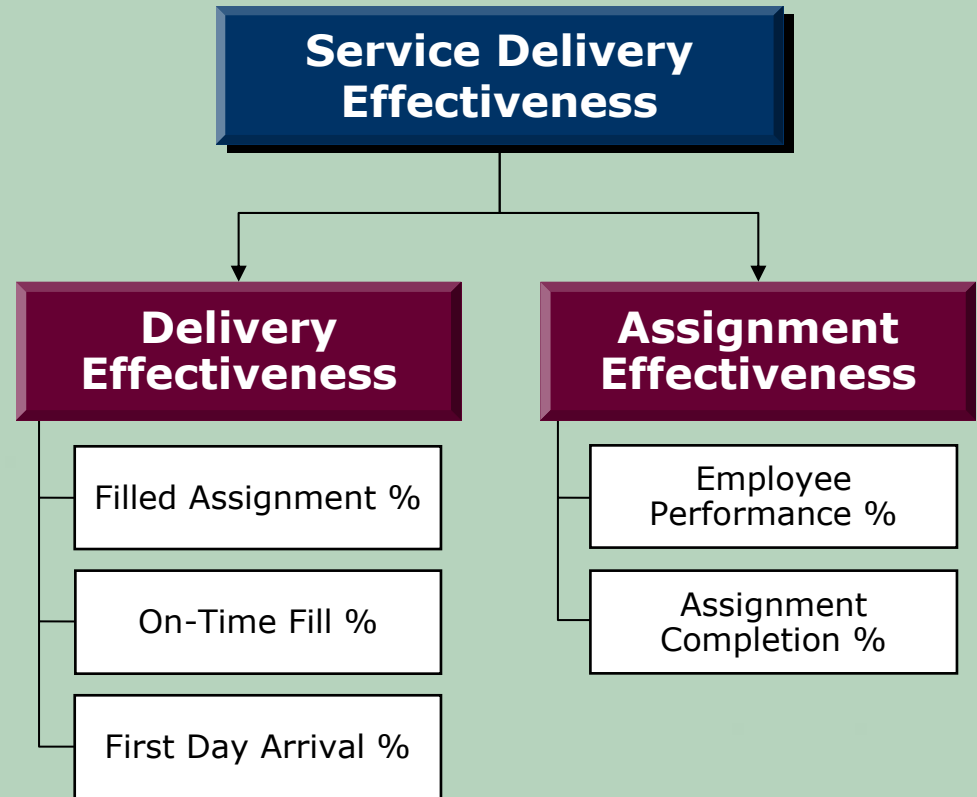 Service Delivery
Effectiveness
Delivery
Effectiveness
Filled Assignment %
On-Time Fill %
First Day Arrival %
Assignment
Effectiveness
Employee
Performance %
Assignment
Completion %